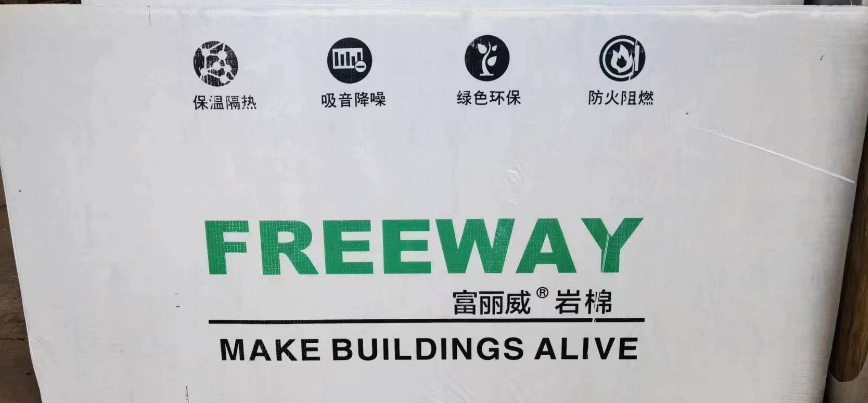 保温隔热 吸音降噪 绿色环保 防火阻燃
FREEWAY
富丽威®岩棉
MAKE BUILDINGS ALIVE